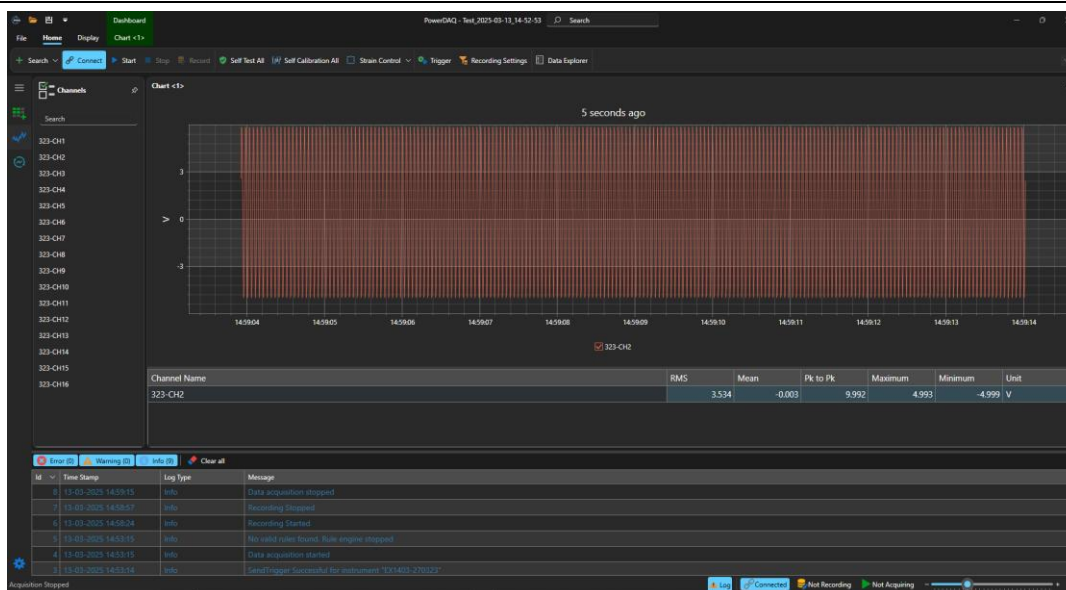 Dashboard
PowerDAQ - Test_2025-03-13_14-52-53
Search
File Home Display Chart <1>
Search Connect Start Stop Record Self Test All Self Calibration All Strain Control Trigger Recording Settings Data Explorer
Channels
Search
323-CH1
323-CH2
323-CH3
323-CH4
323-CH5
323-CH6
323-CH7
323-CH8
323-CH9
323-CH10
323-CH11
323-CH12
323-CH13
323-CH14
323-CH15
323-CH16
Chart <1>
5 seconds ago
3
V 0
-3
14:59:04 14:59:05 14:59:06 14:59:07 14:59:08 14:59:09 14:59:10 14:59:11 14:59:12 14:59:13 14:59:14
323-CH2
Channel Name RMS Mean Pk to Pk Maximum Minimum Unit
323-CH2 3.534 -0.003 9.992 4.993 -4.999 V
Error (0) Warning (0) Info (9) Clear all
Id Time Stamp Log Type Message
8 13-03-2025 14:59:15 Info Data acquisition stopped
7 13-03-2025 14:58:57 Info Recording Stopped
6 13-03-2025 14:58:24 Info Recording Started
5 13-03-2025 14:53:15 Info No valid rules found. Rule engine stopped
4 13-03-2025 14:53:15 Info Data acquisition started
3 13-03-2025 14:53:14 Info SendTrigger Successful for instrument "EX1403-270323"
Acquisition Stopped
Log Connected Not Recording Not Acquiring - +